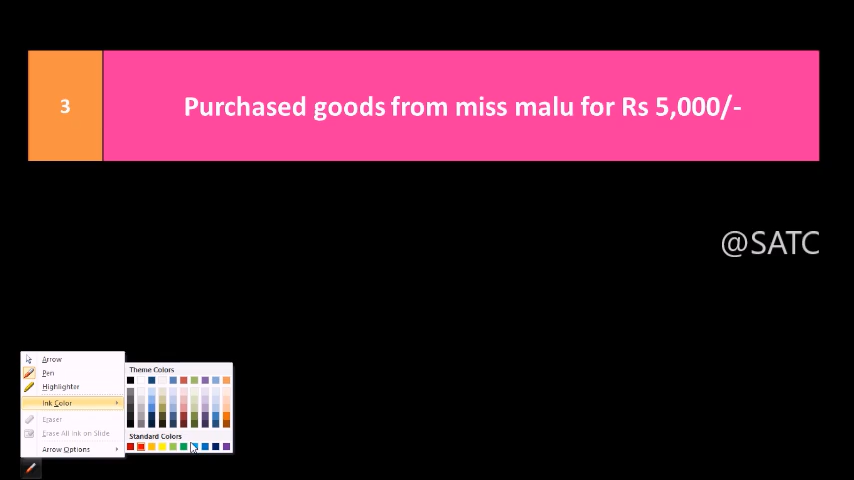 3
Purchased goods from miss malu for Rs 5,000/-
@SATC
Arrow
Pen
Highlighter
Ink Color
Eraser
Erase All Ink on Slide
Arrow Options
Theme Colors
Standard Colors